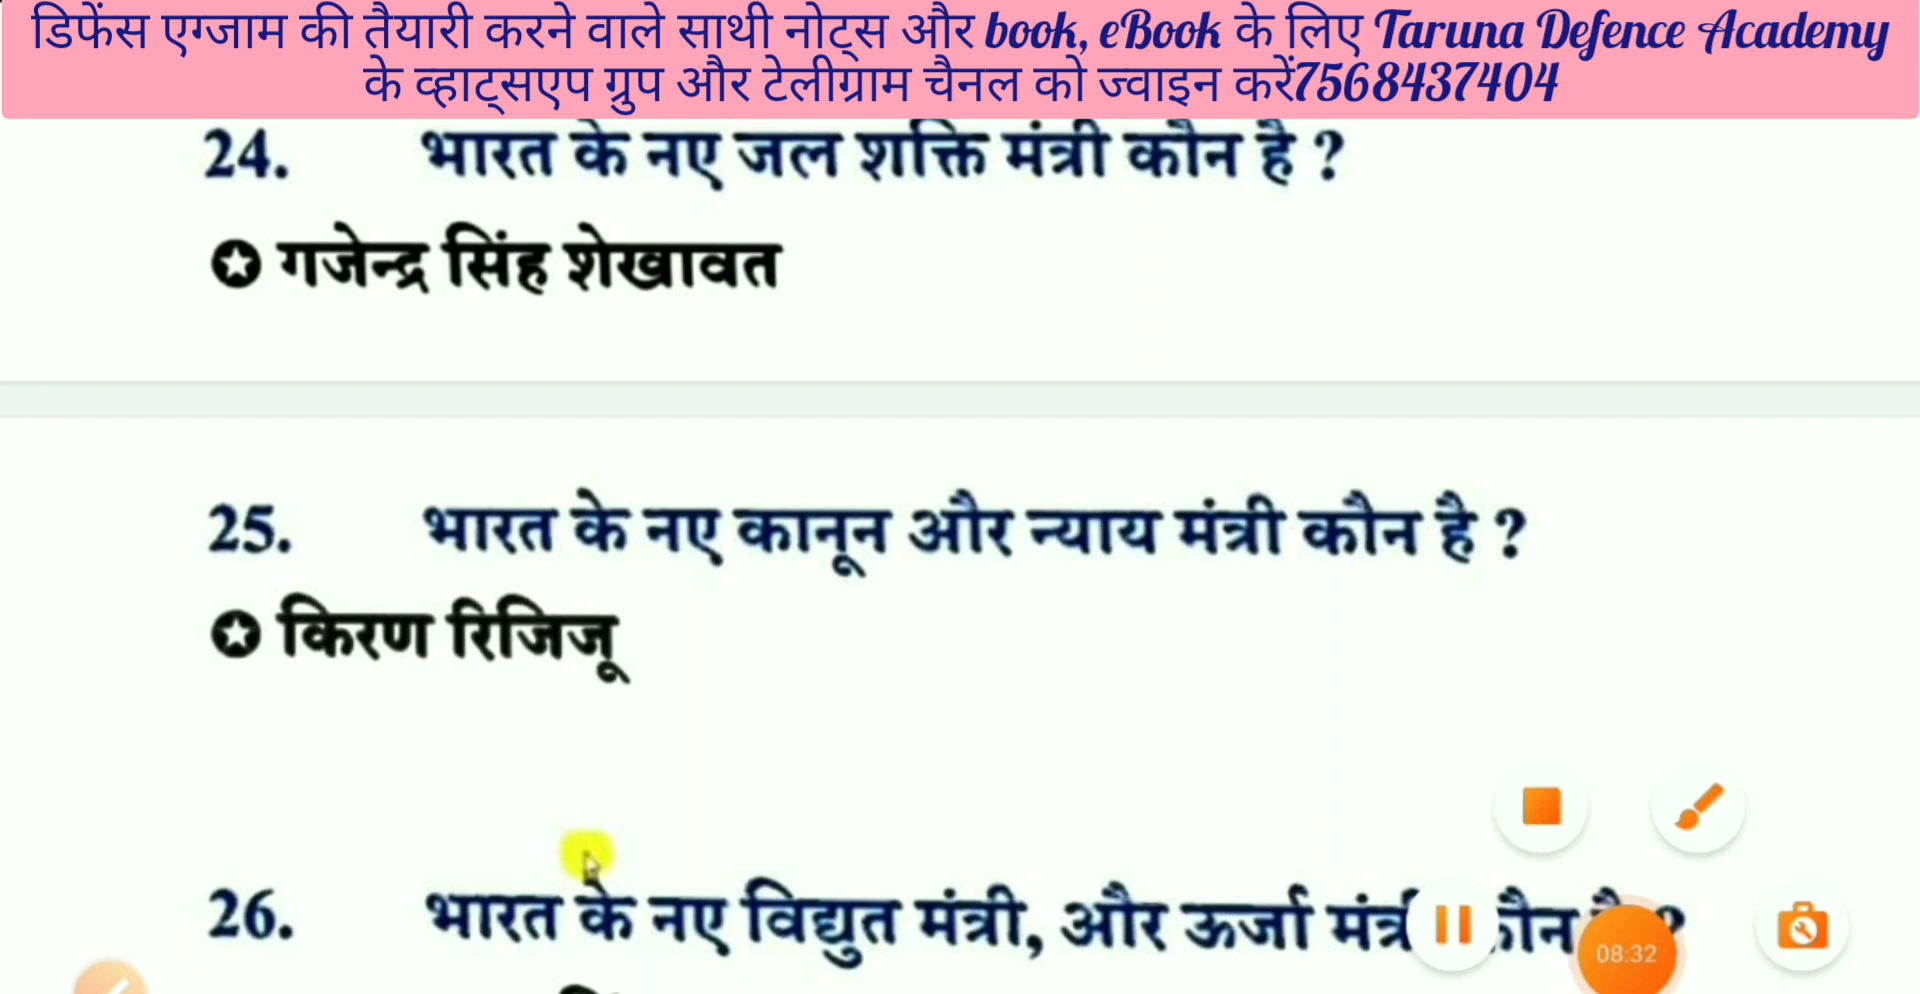 डिफेंस एग्जाम की तैयारी करने वाले साथी नोट्स और book, eBook के लिए Taruna Defence Academy
के व्हाट्सएप ग्रुप और टेलीग्राम चैनल को ज्वाइन करें7568437404
24. भारत के नए जल शक्ति मंत्री कौन है ?
✪ गजेन्द्र सिंह शेखावत
25. भारत के नए कानून और न्याय मंत्री कौन है ?
✪ किरण रिजिजू
26. भारत के नए विद्युत मंत्री, और ऊर्जा ?
08:32